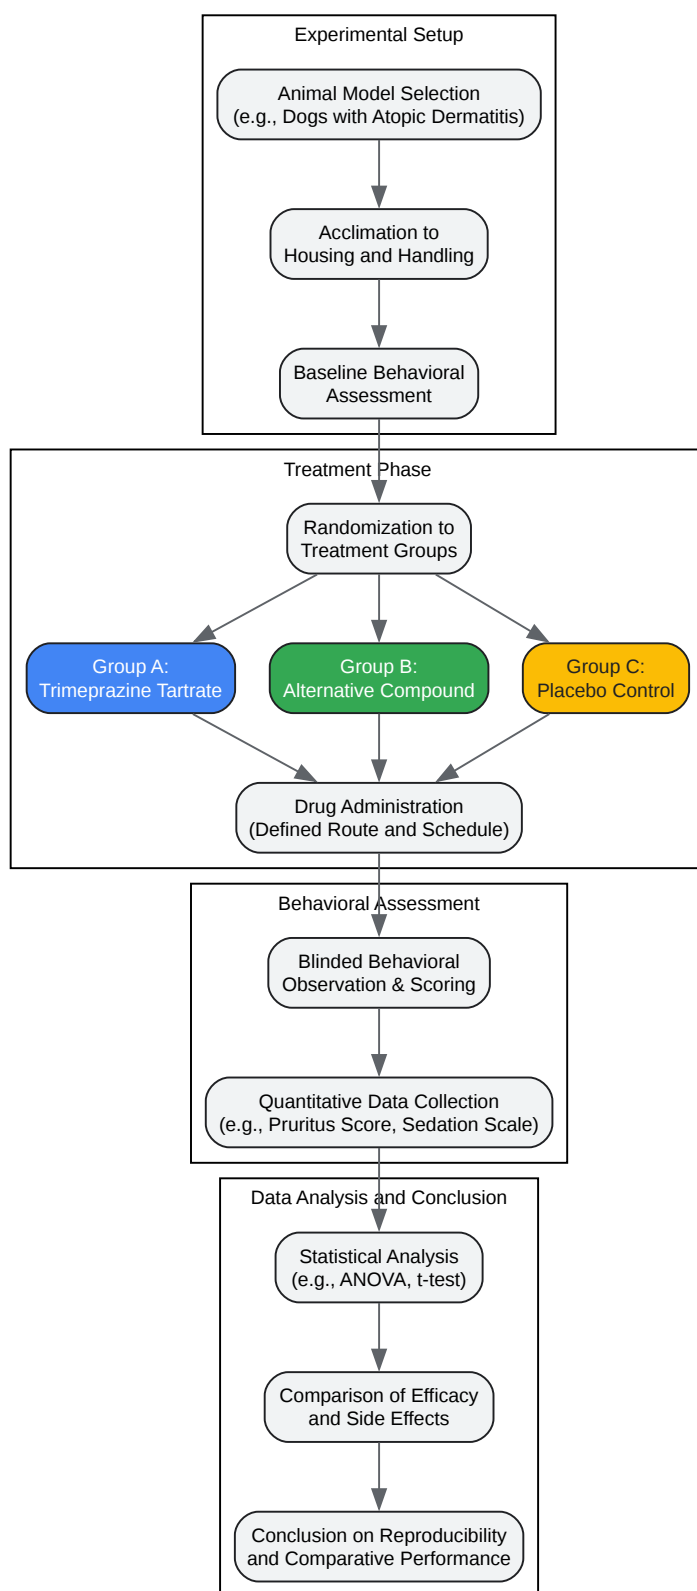 Experimental Setup
Animal Model Selection
(e.g., Dogs with Atopic Dermatitis)
Acclimation to
Housing and Handling
Baseline Behavioral
Assessment
Treatment Phase
Randomization to
Treatment Groups
Group A:
Trimeprazine Tartrate
Group B:
Alternative Compound
Group C:
Placebo Control
Drug Administration
(Defined Route and Schedule)
Behavioral Assessment
Blinded Behavioral
Observation & Scoring
Quantitative Data Collection
(e.g., Pruritus Score, Sedation Scale)
Data Analysis and Conclusion
Statistical Analysis
(e.g., ANOVA, t-test)
Comparison of Efficacy
and Side Effects
Conclusion on Reproducibility
and Comparative Performance